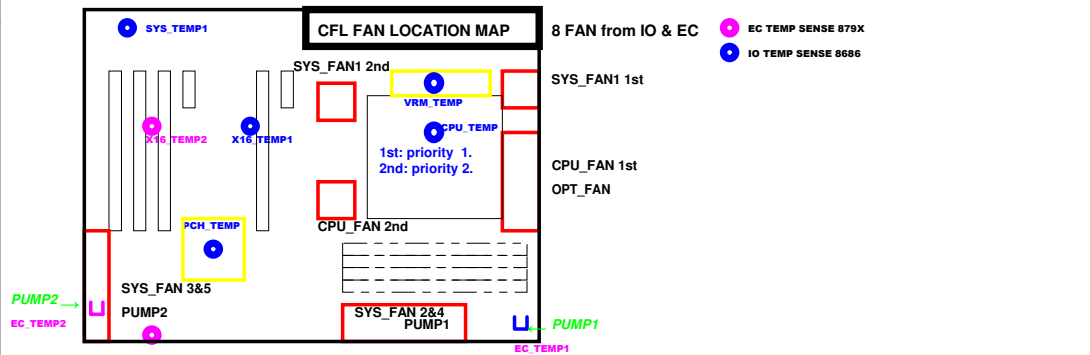 CFL FAN LOCATION MAP
8 FAN from IO & EC
EC TEMP SENSE 879X
IO TEMP SENSE 8686
SYS_TEMP1
SYS_FAN1 2nd
SYS_FAN1 1st
VRM_TEMP
CPU_TEMP
X16_TEMP2
X16_TEMP1
1st: priority 1.
2nd: priority 2.
CPU_FAN 1st
OPT_FAN
PCH_TEMP
CPU_FAN 2nd
SYS_FAN 3&5
PUMP2
PUMP2
EC_TEMP2
SYS_FAN 2&4
PUMP1
PUMP1
EC_TEMP1